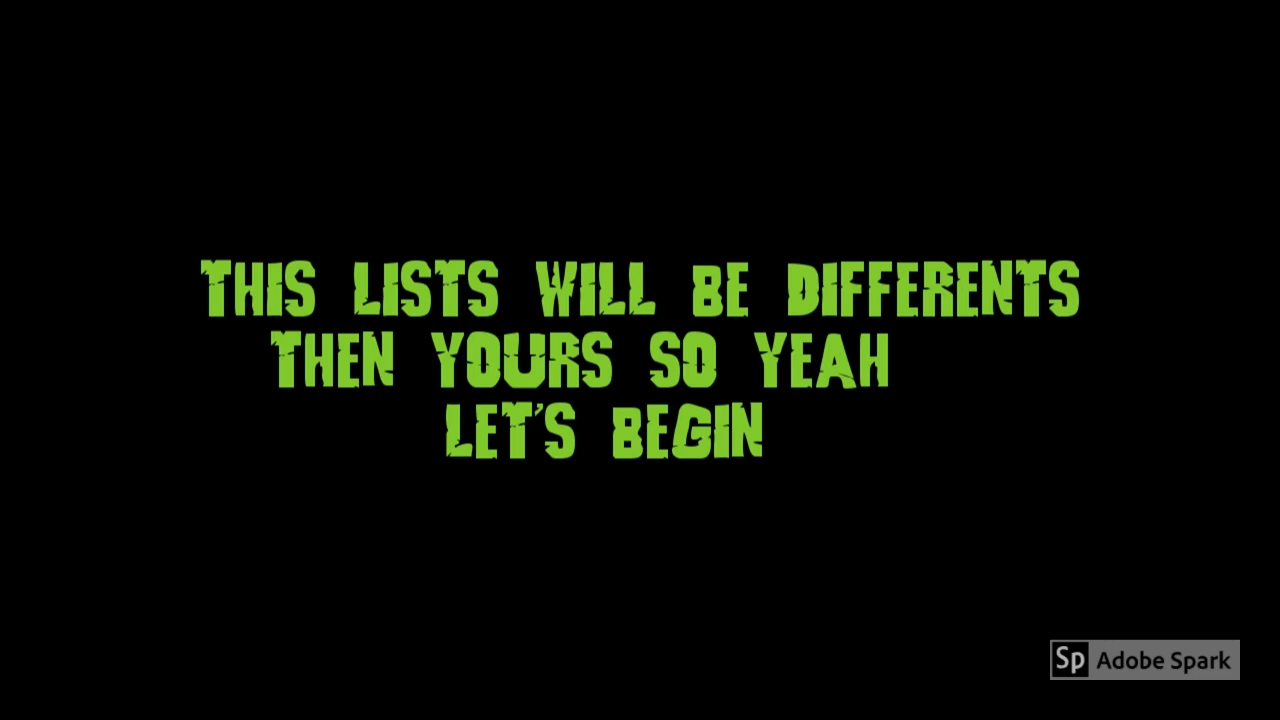 THIS LISTS WILL BE DIFFERENTS
THEN YOURS SO YEAH
LET'S BEGIN
Sp Adobe Spark